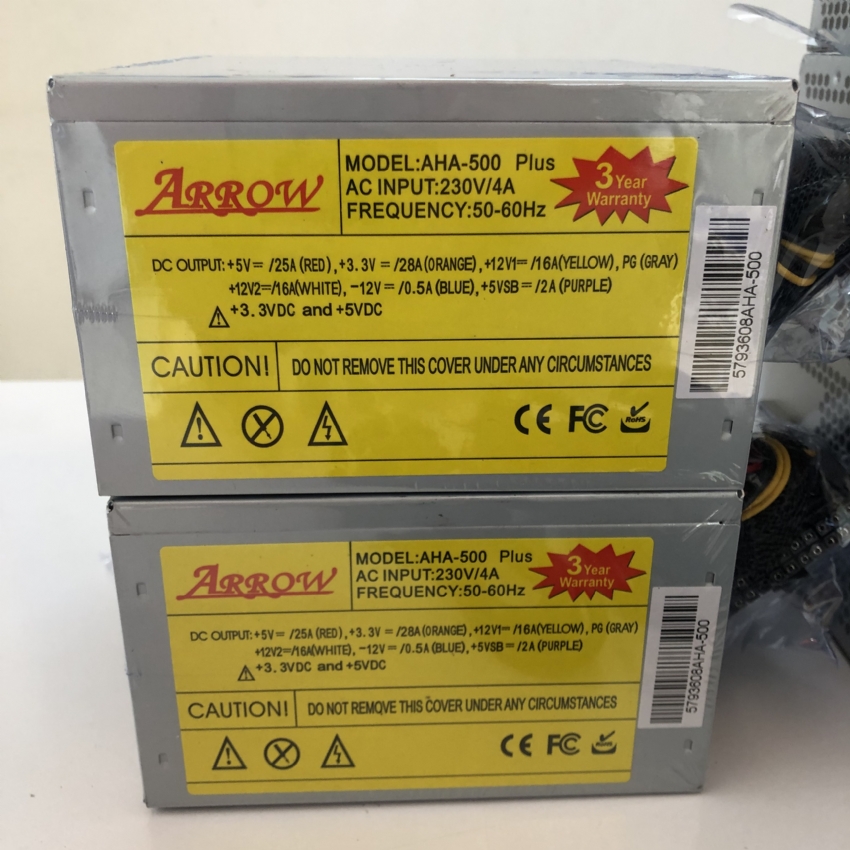 ARROW
MODEL:AHA-500 Plus
AC INPUT:230V/4A
FREQUENCY:50-60Hz
3 Year
Warranty
DC OUTPUT:+5V= /25A (RED),+3.3V= /28A(ORANGE),+12V1= /16A(YELLOW), PG (GRAY)
+12V2=/16A(WHITE), -12V= /0.5A (BLUE),+5VSB= /2A (PURPLE)
+3.3VDC and +5VDC
CAUTION!
DO NOT REMOVE THIS COVER UNDER ANY CIRCUMSTANCES
CE FC RoHS
5793608AHA-500
ARROW
MODEL:AHA-500 Plus
AC INPUT:230V/4A
FREQUENCY:50-60Hz
3 Year
Warranty
DC OUTPUT:+5V= /25A (RED),+3.3V= /28A(ORANGE),+12V1= /16A(YELLOW), PG (GRAY)
+12V2=/16A(WHITE), -12V= /0.5A (BLUE),+5VSB= /2A (PURPLE)
+3.3VDC and +5VDC
CAUTION!
DO NOT REMOVE THIS COVER UNDER ANY CIRCUMSTANCES
CE FC
5793608AHA-500